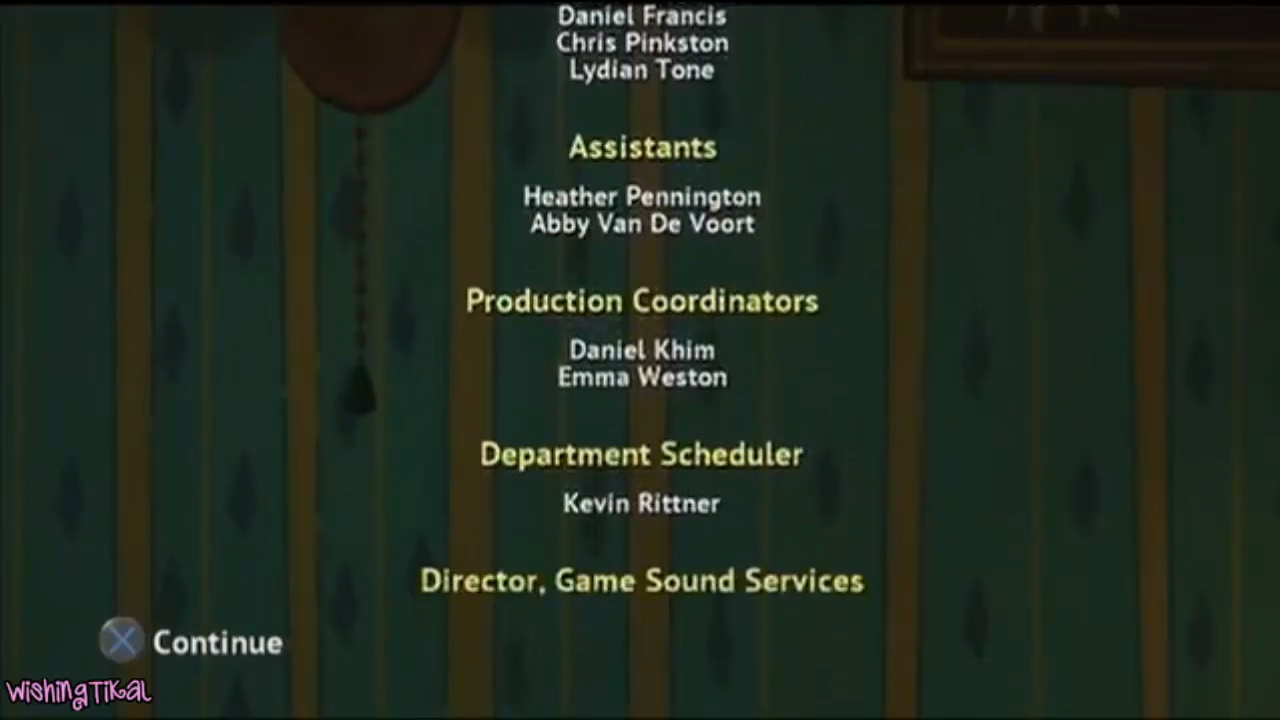 Daniel Francis
Chris Pinkston
Lydian Tone
Assistants
Heather Pennington
Abby Van De Voort
Production Coordinators
Daniel Khim
Emma Weston
Department Scheduler
Kevin Rittner
Director, Game Sound Services
Continue
WishingTikal